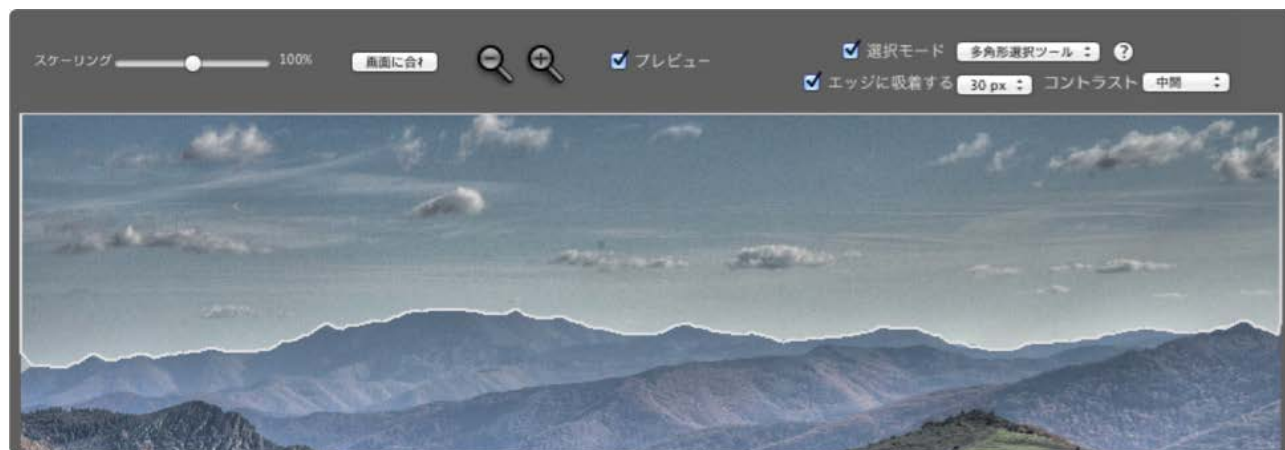 スケーリング 100% 画面に合わ プレビュー 選択モード 多角形選択ツール ?
エッジに吸着する 30 px コントラスト 中間